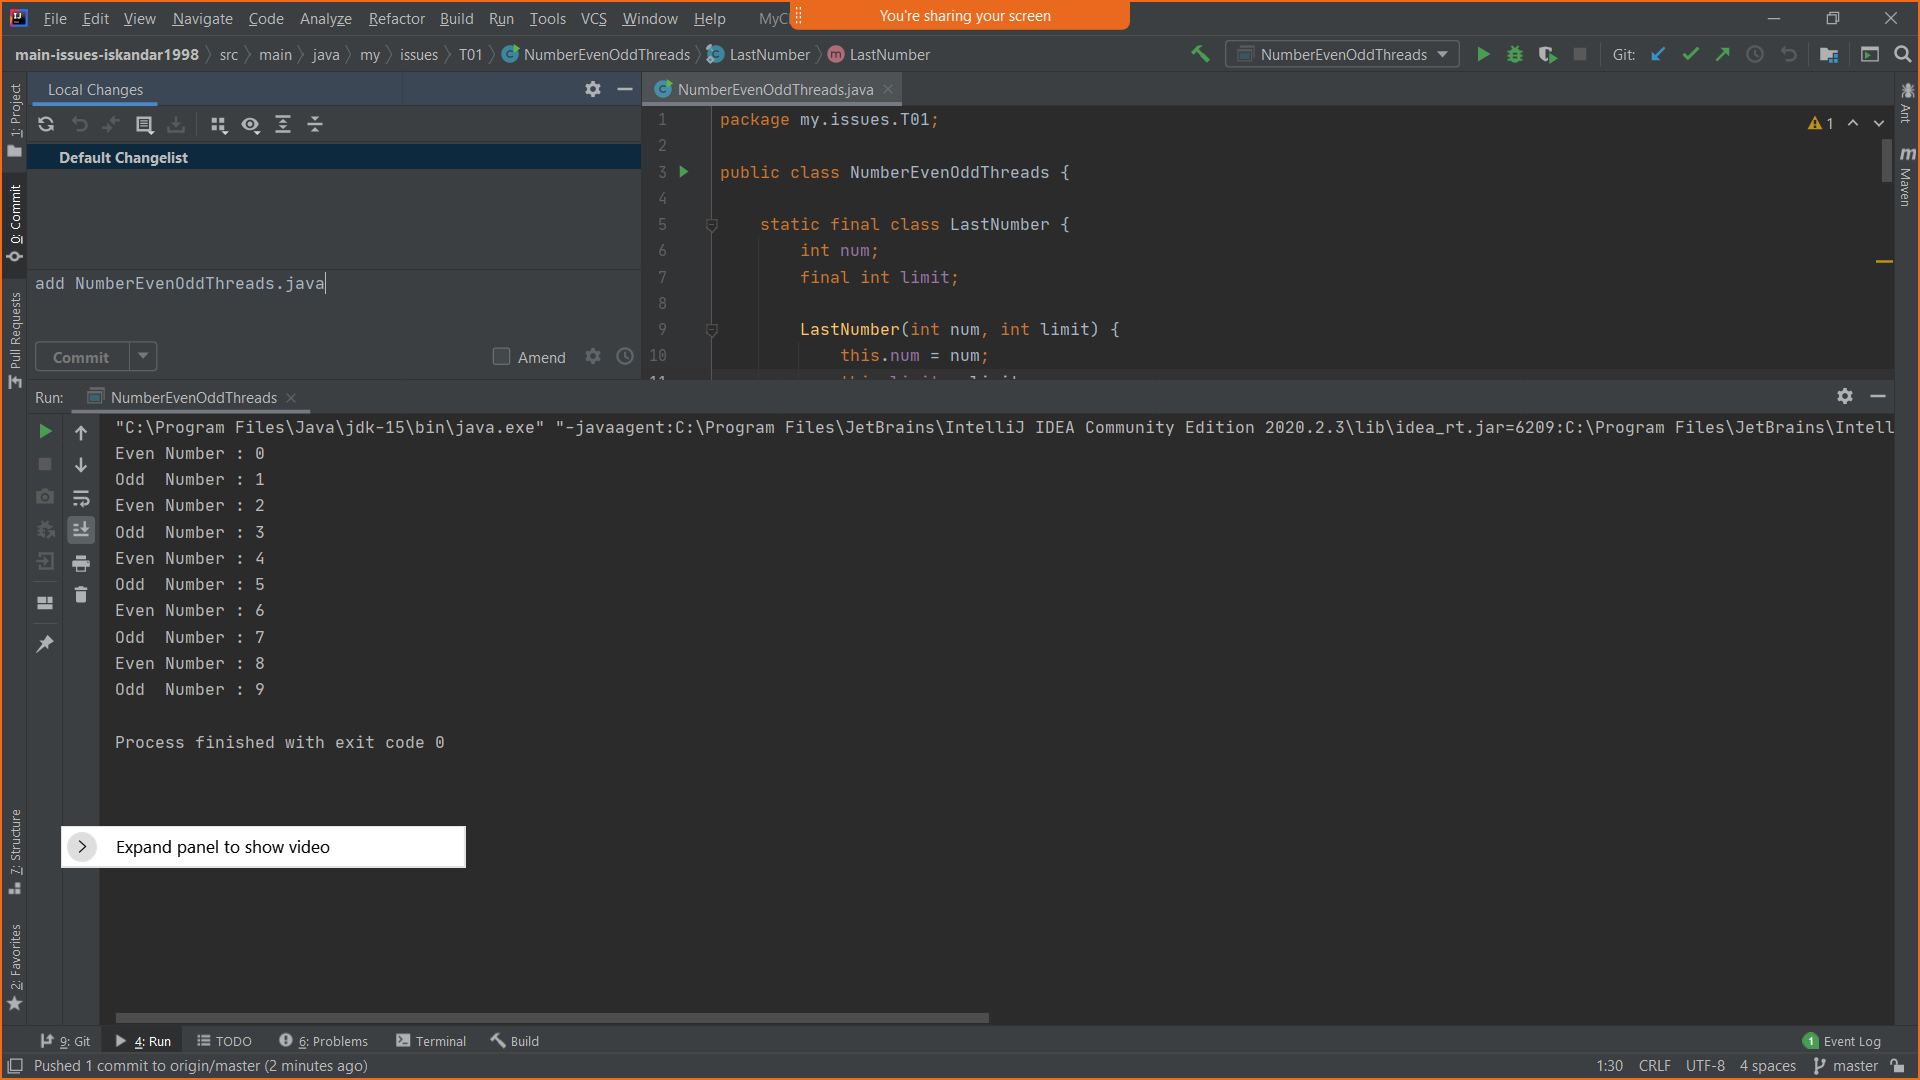 File Edit View Navigate Code Analyze Refactor Build Run Tools VCS Window Help MyC
You're sharing your screen
main-issues-iskandar1998 src main java my issues T01 NumberEvenOddThreads LastNumber LastNumber
NumberEvenOddThreads Git:
1: Project
0: Commit
Pull Requests
7: Structure
2: Favorites
Local Changes
Default Changelist
add NumberEvenOddThreads.java
Commit Amend
NumberEvenOddThreads.java
1 package my.issues.T01;
2
3 public class NumberEvenOddThreads {
4
5 static final class LastNumber {
6 int num;
7 final int limit;
8
9 LastNumber(int num, int limit) {
10 this.num = num;
11
1
Ant
Maven
Run: NumberEvenOddThreads
"C:\Program Files\Java\jdk-15\bin\java.exe" "-javaagent:C:\Program Files\JetBrains\IntelliJ IDEA Community Edition 2020.2.3\lib\idea_rt.jar=6209:C:\Program Files\JetBrains\Intell
Even Number : 0
Odd  Number : 1
Even Number : 2
Odd  Number : 3
Even Number : 4
Odd  Number : 5
Even Number : 6
Odd  Number : 7
Even Number : 8
Odd  Number : 9
Process finished with exit code 0
Expand panel to show video
9: Git 4: Run TODO 6: Problems Terminal Build
1 Event Log
Pushed 1 commit to origin/master (2 minutes ago)
1:30 CRLF UTF-8 4 spaces master